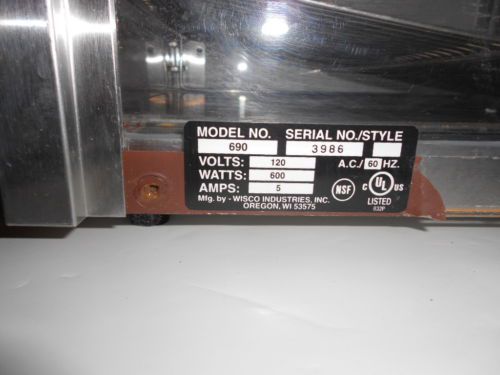 MODEL NO. SERIAL NO./STYLE
690 3986
VOLTS: 120 A.C./ 60 HZ.
WATTS: 600
AMPS: 5
Mfg. by - WISCO INDUSTRIES, INC.
OREGON, WI 53575
NSF
C UL US
LISTED
632P